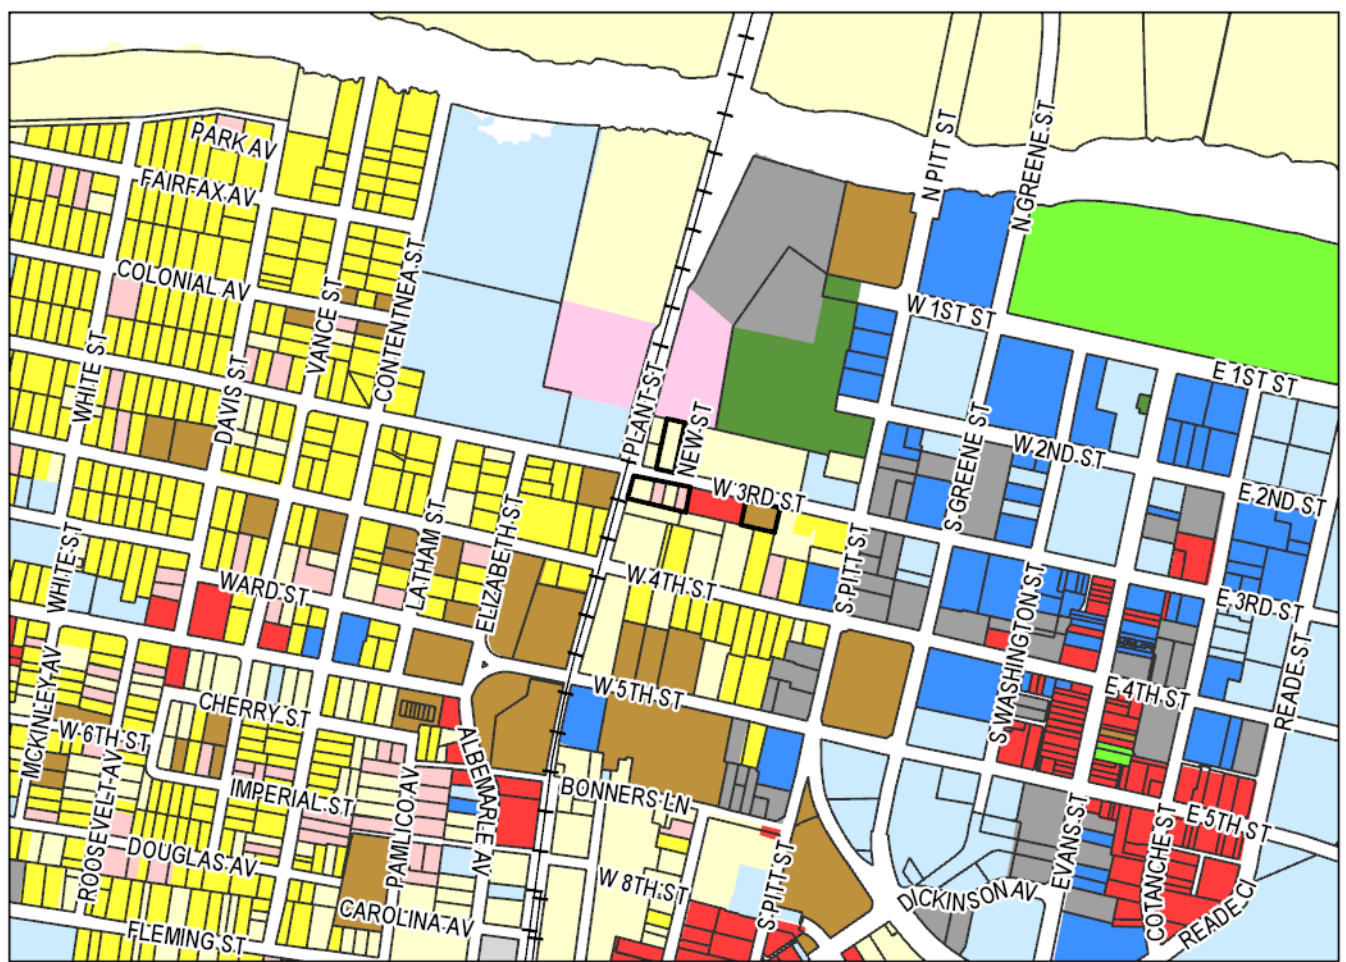 PARK AV
FAIRFAX AV
COLONIAL AV
WHITE ST
DAVIS ST
VANCE ST
CONTENTNEA ST
N PITT ST
N GREENE ST
W 1ST ST
E 1ST ST
PLANT ST
NEW ST
W 2ND ST
E 2ND ST
S GREENE ST
W 3RD ST
E 3RD ST
S PITT ST
WHITE ST
WARD ST
LATHAM ST
ELIZABETH ST
W 4TH ST
S WASHINGTON ST
E 4TH ST
READE ST
MCKINLEY AV
CHERRY ST
W 5TH ST
W 6TH ST
ROOSEVELT AV
IMPERIAL ST
PAMLICO AV
ALBEMARLE AV
BONNERS LN
E 5TH ST
DOUGLAS AV
W 8TH ST
S PITT ST
DICKINSON AV
EVANS ST
COTANCHE ST
READE CI
CAROLINA AV
FLEMING ST